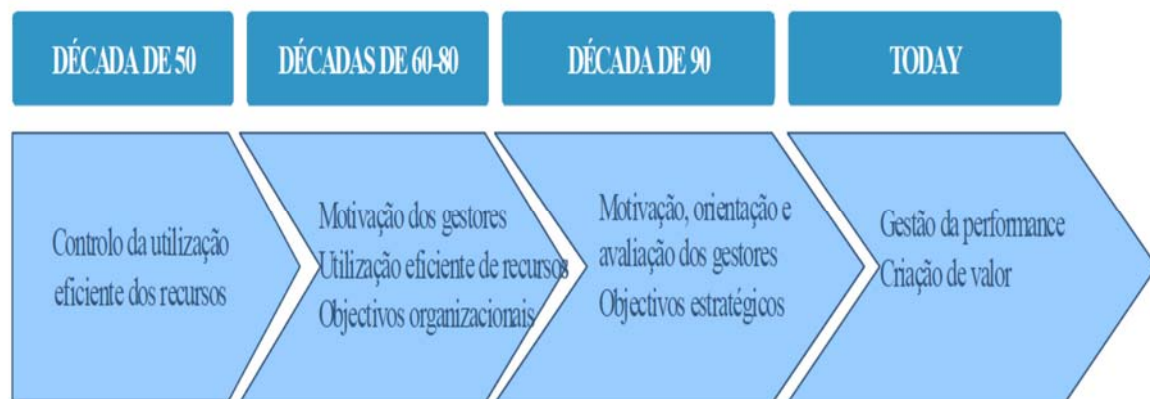 DÉCADA DE 50
DÉCADAS DE 60-80
DÉCADA DE 90
TODAY
Controlo da utilização
eficiente dos recursos
Motivação dos gestores
Utilização eficiente de recursos
Objectivos organizacionais
Motivação, orientação e
avaliação dos gestores
Objectivos estratégicos
Gestão da performance
Criação de valor